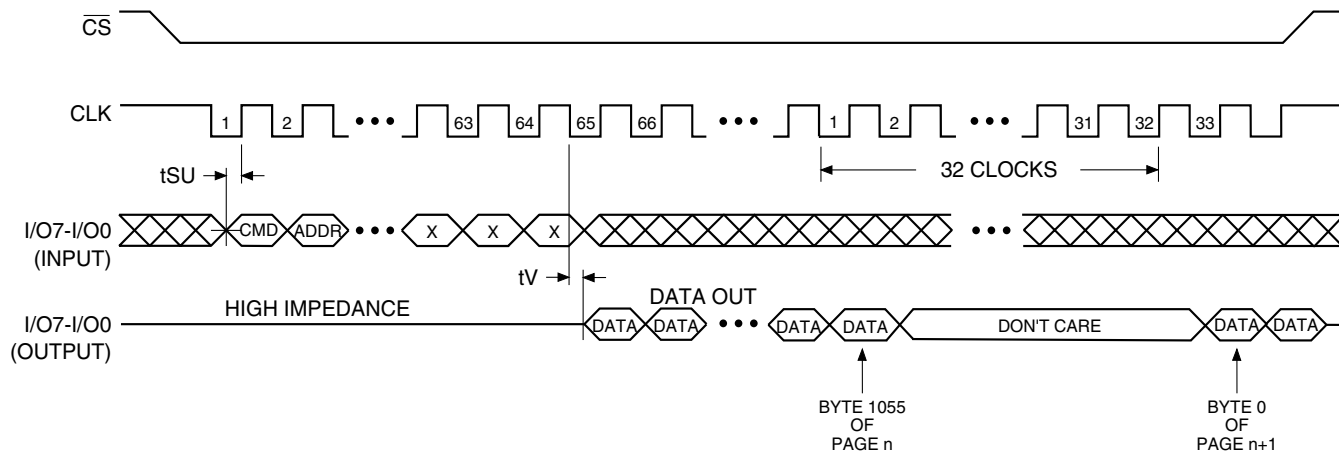 CS
CLK
1 2 ••• 63 64 65 66 ••• 1 2 ••• 31 32 33
32 CLOCKS
tSU
I/O7-I/O0
(INPUT)
CMD ADDR ••• X X X •••
tV
HIGH IMPEDANCE
DATA OUT
I/O7-I/O0
(OUTPUT)
DATA DATA ••• DATA DATA DON'T CARE DATA DATA
BYTE 1055
OF
PAGE n
BYTE 0
OF
PAGE n+1